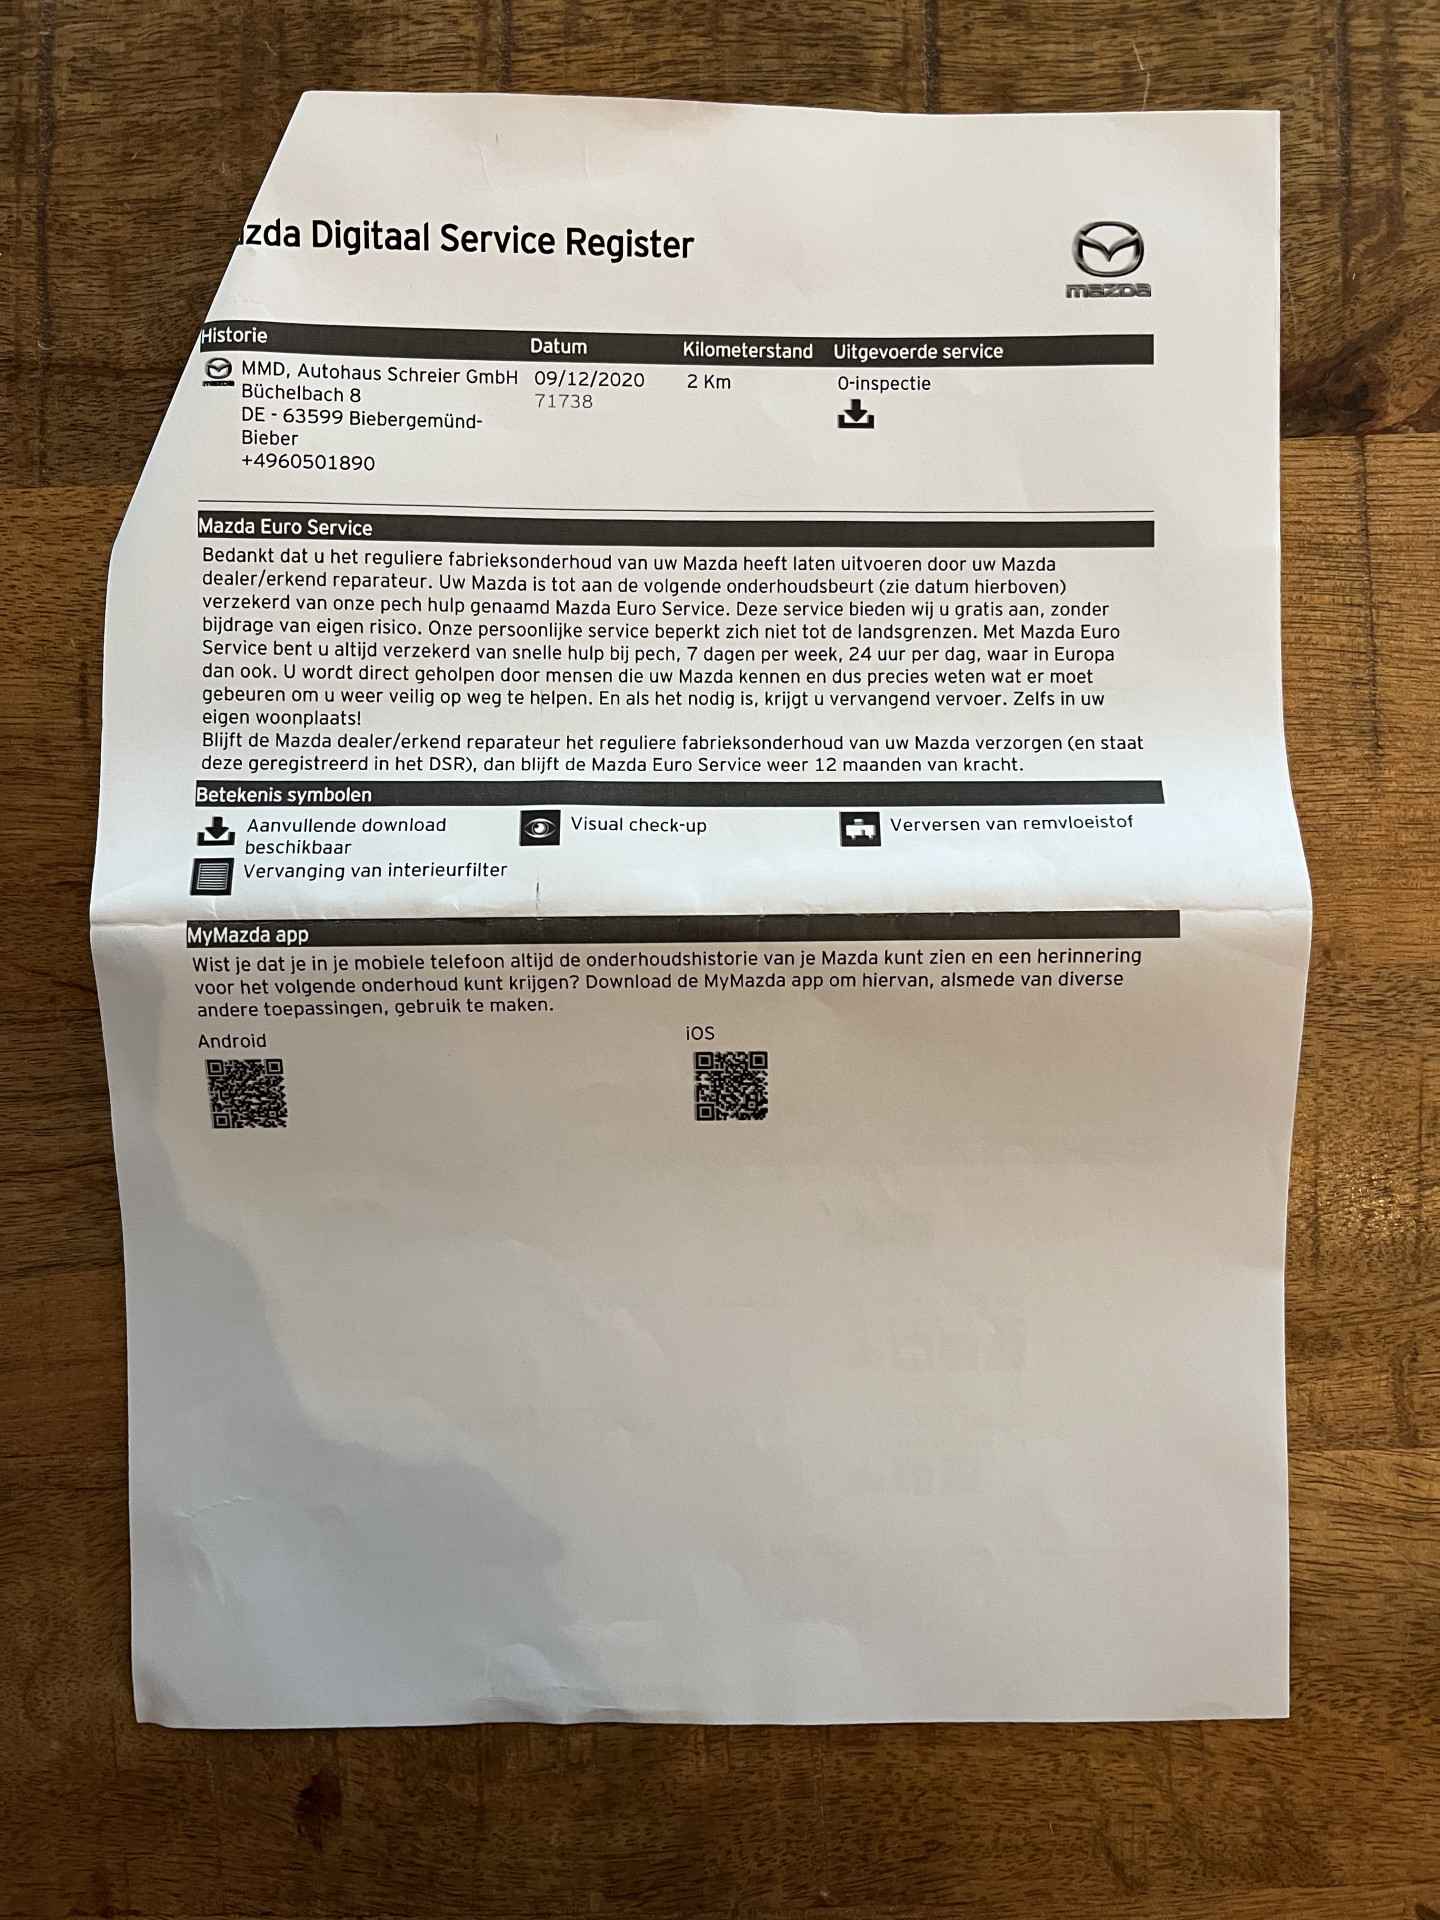 zda Digitaal Service Register
mazda
Historie Datum Kilometerstand Uitgevoerde service
MMD, Autohaus Schreier GmbH 09/12/2020 2 Km 0-inspectie
Büchelbach 8 71738
DE - 63599 Biebergemünd-
Bieber
+4960501890
Mazda Euro Service
Bedankt dat u het reguliere fabrieksonderhoud van uw Mazda heeft laten uitvoeren door uw Mazda
dealer/erkend reparateur. Uw Mazda is tot aan de volgende onderhoudsbeurt (zie datum hierboven)
verzekerd van onze pech hulp genaamd Mazda Euro Service. Deze service bieden wij u gratis aan, zonder
bijdrage van eigen risico. Onze persoonlijke service beperkt zich niet tot de landsgrenzen. Met Mazda Euro
Service bent u altijd verzekerd van snelle hulp bij pech, 7 dagen per week, 24 uur per dag, waar in Europa
dan ook. U wordt direct geholpen door mensen die uw Mazda kennen en dus precies weten wat er moet
gebeuren om u weer veilig op weg te helpen. En als het nodig is, krijgt u vervangend vervoer. Zelfs in uw
eigen woonplaats!
Blijft de Mazda dealer/erkend reparateur het reguliere fabrieksonderhoud van uw Mazda verzorgen (en staat
deze geregistreerd in het DSR), dan blijft de Mazda Euro Service weer 12 maanden van kracht.
Betekenis symbolen
Aanvullende download Visual check-up Verversen van remvloeistof
beschikbaar
Vervanging van interieurfilter
MyMazda app
Wist je dat je in je mobiele telefoon altijd de onderhoudshistorie van je Mazda kunt zien en een herinnering
voor het volgende onderhoud kunt krijgen? Download de MyMazda app om hiervan, alsmede van diverse
andere toepassingen, gebruik te maken.
Android iOS